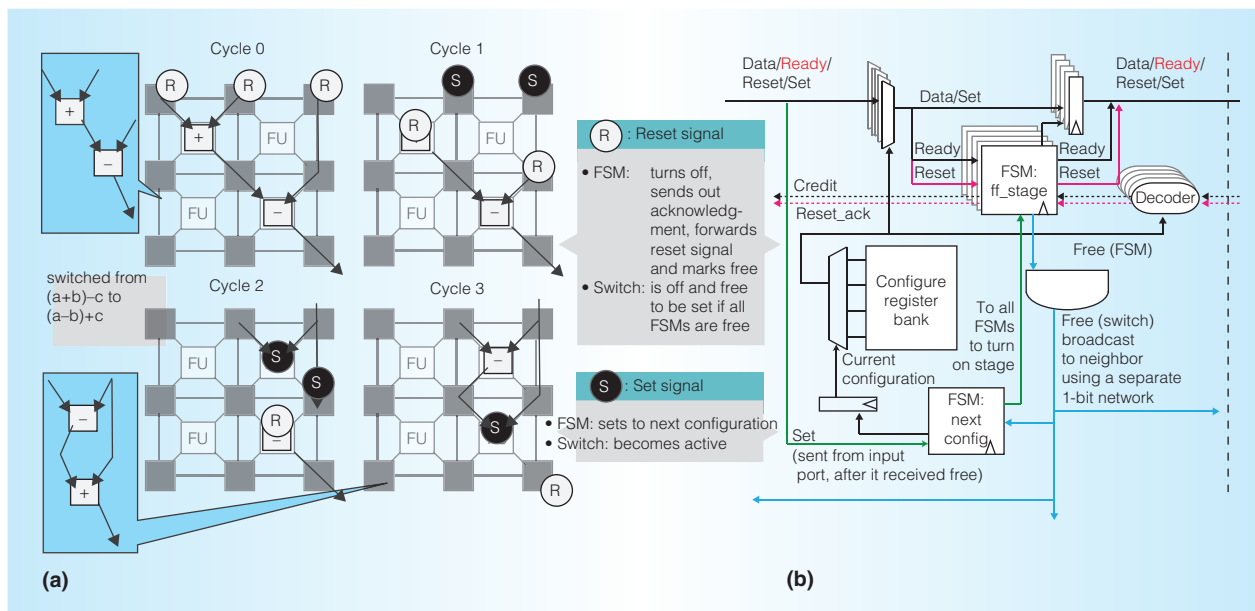 Cycle 0
Cycle 1
R
R
R
S
S
+
−
+
FU
FU
−
R
FU
R
FU
−
switched from
(a+b)−c to
(a−b)+c
Cycle 2
Cycle 3
FU
S
S
FU
R
−
FU
−
FU
S
R
−
+
(a)
R : Reset signal
• FSM: turns off,
sends out
acknowledg-
ment, forwards
reset signal
and marks free
• Switch: is off and free
to be set if all
FSMs are free
S : Set signal
• FSM: sets to next configuration
• Switch: becomes active
Data/Ready/
Reset/Set
Data/Ready/
Reset/Set
Data/Set
Ready
Reset
FSM:
ff_stage
Ready
Reset
Credit
Reset_ack
Decoder
Free (FSM)
Configure
register
bank
To all
FSMs
to turn
on stage
Current
configuration
Free (switch)
broadcast
to neighbor
using a separate
1-bit network
FSM:
next
config
Set
(sent from input
port, after it received free)
(b)